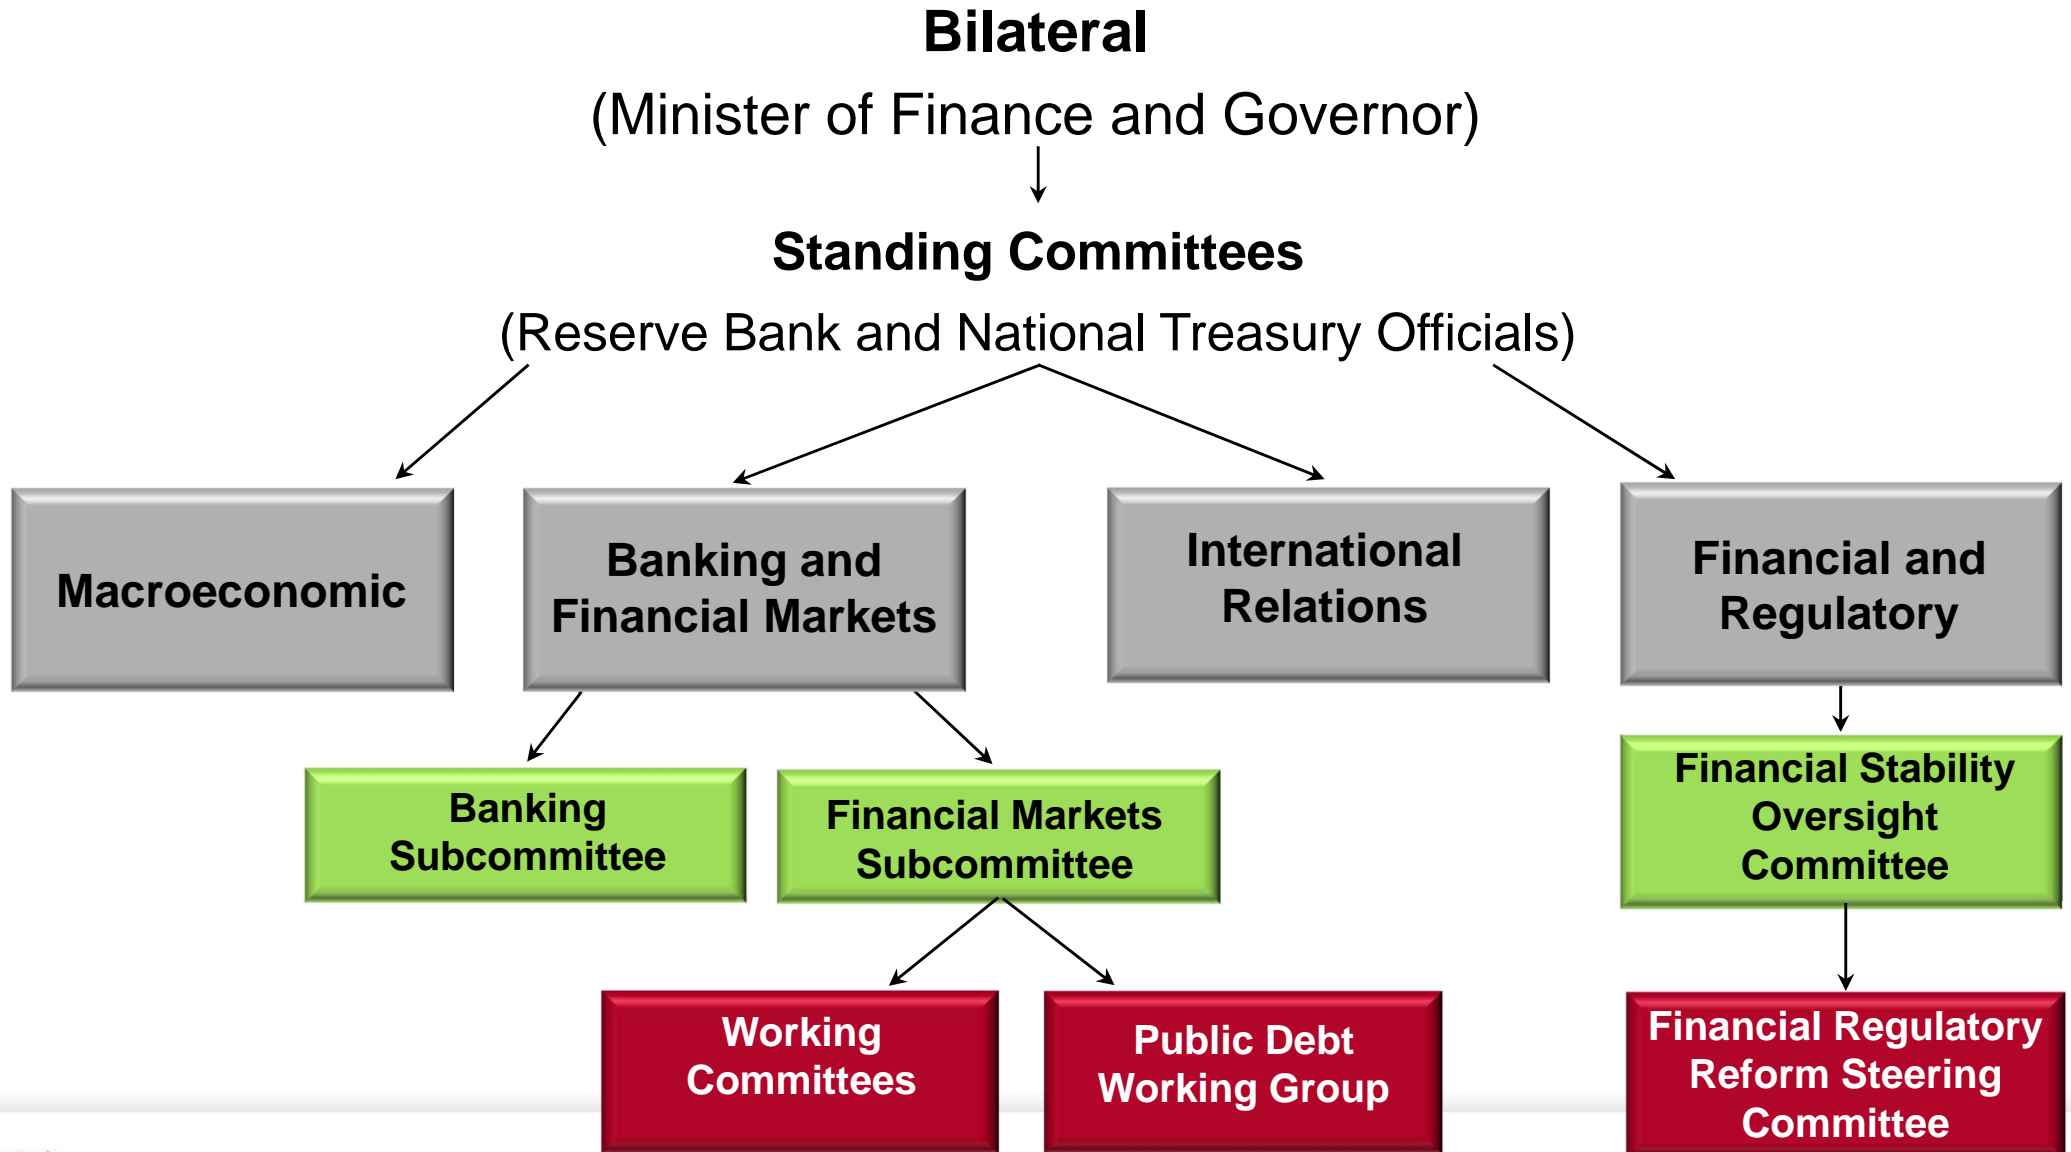 Bilateral
(Minister of Finance and Governor)
Standing Committees
(Reserve Bank and National Treasury Officials)
Macroeconomic
Banking and
Financial Markets
International
Relations
Financial and
Regulatory
Banking
Subcommittee
Financial Markets
Subcommittee
Financial Stability
Oversight
Committee
Working
Committees
Public Debt
Working Group
Financial Regulatory
Reform Steering
Committee